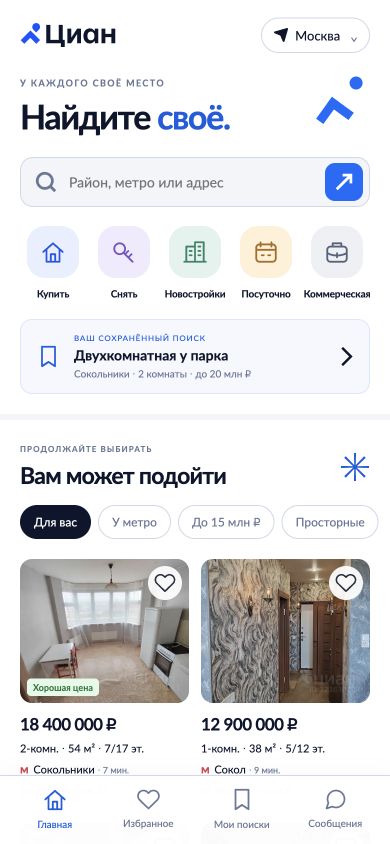 Циан
Москва
У КАЖДОГО СВОЁ МЕСТО
Найдите своё.
Район, метро или адрес
Купить
Снять
Новостройки
Посуточно
Коммерческая
ВАШ СОХРАНЁННЫЙ ПОИСК
Двухкомнатная у парка
Сокольники · 2 комнаты · до 20 млн ₽
ПРОДОЛЖАЙТЕ ВЫБИРАТЬ
Вам может подойти
Для вас
У метро
До 15 млн ₽
Просторные
Хорошая цена
18 400 000 ₽
2-комн. · 54 м² · 7/17 эт.
М Сокольники · 7 мин.
12 900 000 ₽
1-комн. · 38 м² · 5/12 эт.
М Сокол · 9 мин.
Главная
Избранное
Мои поиски
Сообщения